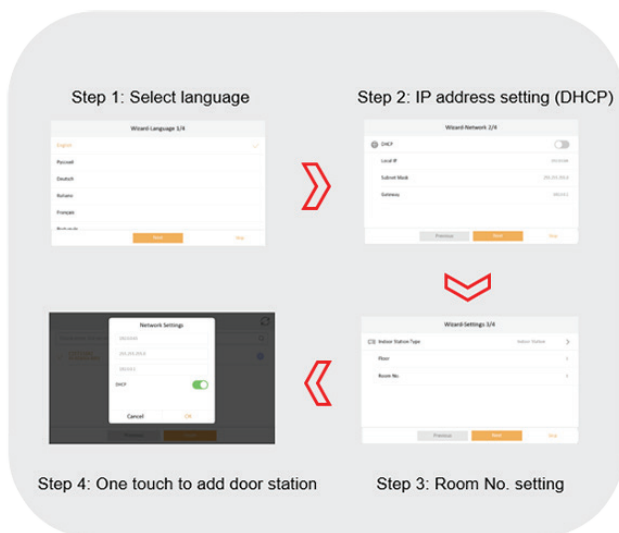 Step 1: Select language
Step 2: IP address setting (DHCP)
Wizard-Language 1/4
English
Русский
Deutsch
Italiano
Français
Next
Skip
Wizard-Network 2/4
DHCP
Local IP
Subnet Mask
Gateway
Previous
Next
Skip
Network Settings
DHCP
Cancel
OK
Wizard-Settings 3/4
Indoor Station Type
Indoor Station
Floor
Room No.
Previous
Next
Skip
Step 4: One touch to add door station
Step 3: Room No. setting